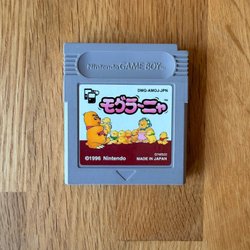 Nintendo GAME BOY
DMG-AMOJ-JPN
モグラ〜ニャ
©1996 Nintendo
MADE IN JAPAN